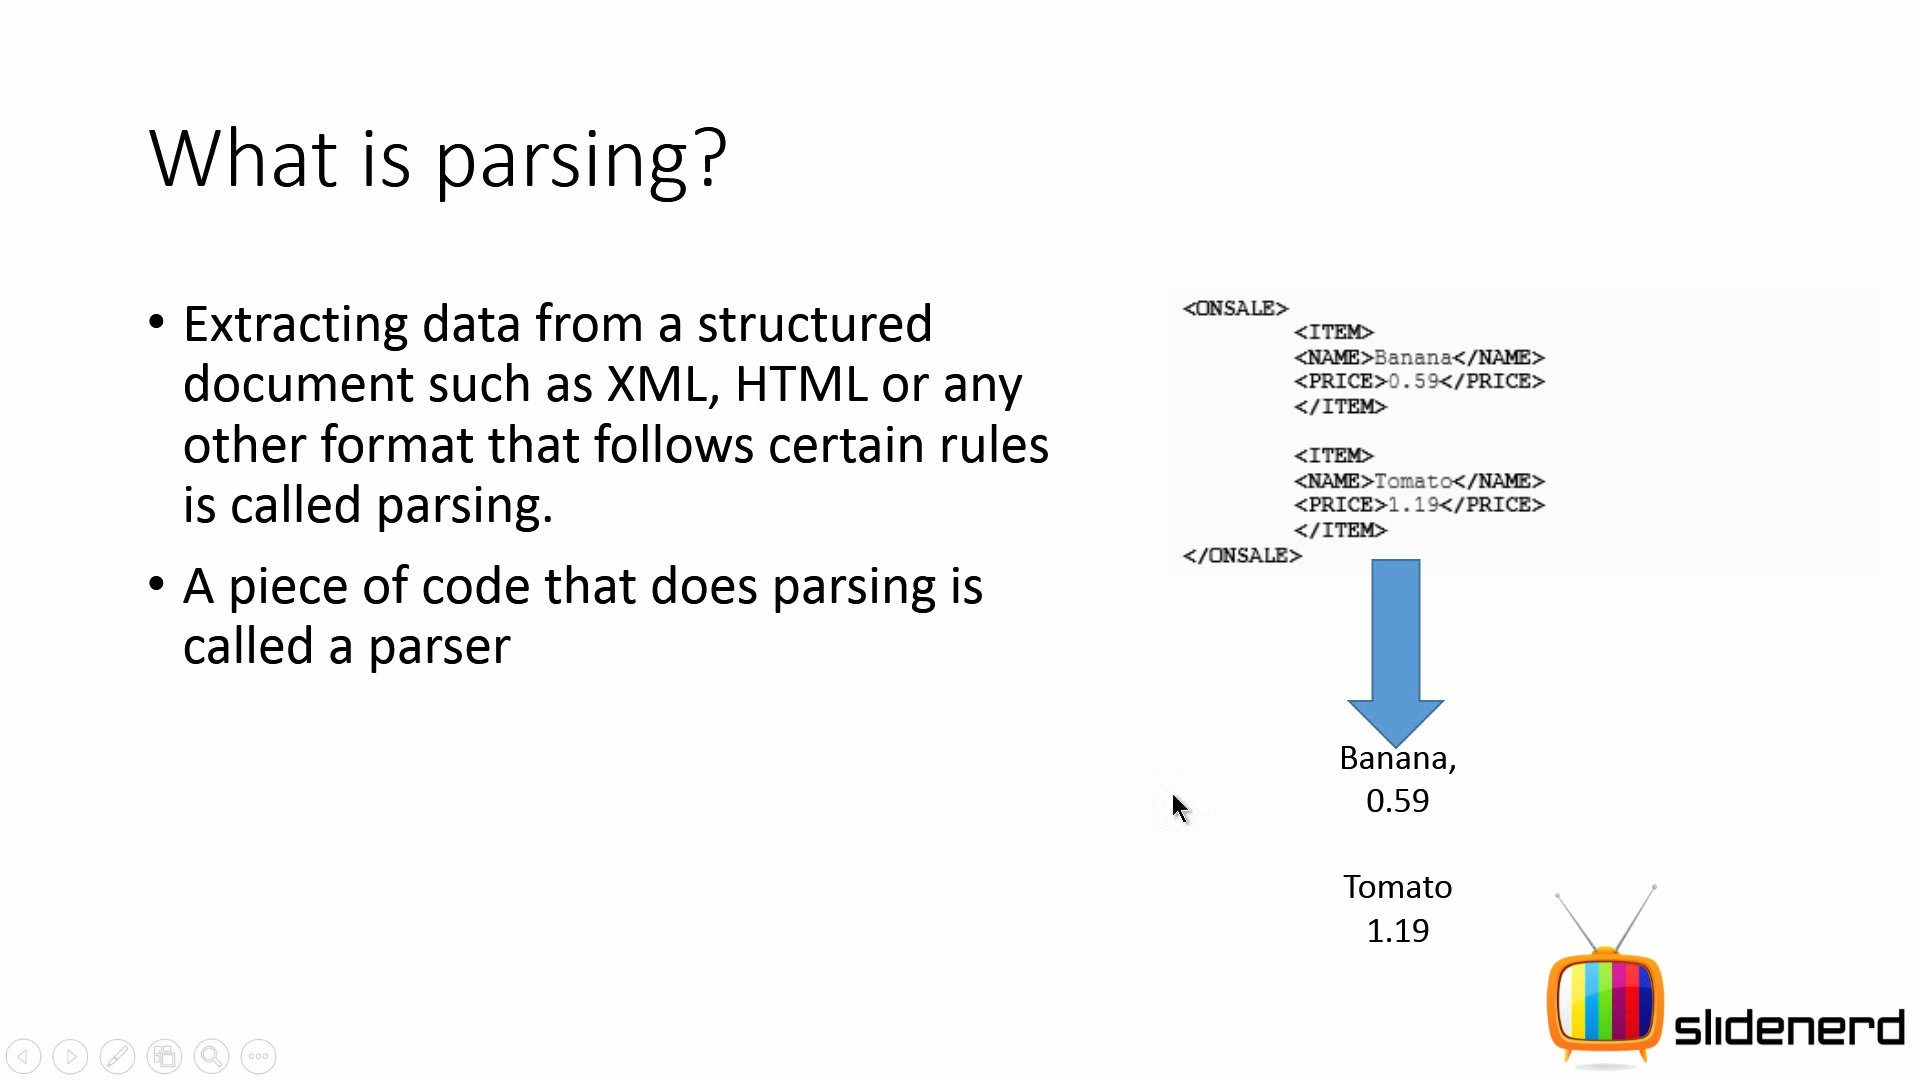 What is parsing?
• Extracting data from a structured
document such as XML, HTML or any
other format that follows certain rules
is called parsing.
• A piece of code that does parsing is
called a parser
<ONSALE>
<ITEM>
<NAME>Banana</NAME>
<PRICE>0.59</PRICE>
</ITEM>
<ITEM>
<NAME>Tomato</NAME>
<PRICE>1.19</PRICE>
</ITEM>
</ONSALE>
Banana,
0.59
Tomato
1.19
slidenerd